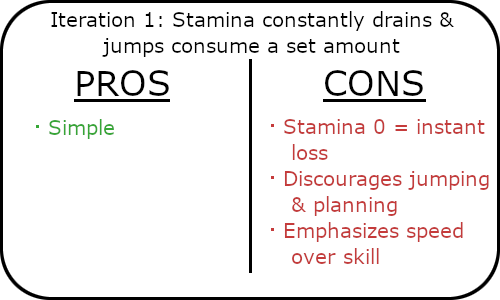 Iteration 1: Stamina constantly drains &
jumps consume a set amount
PROS
· Simple
CONS
· Stamina 0 = instant
loss
· Discourages jumping
& planning
· Emphasizes speed
over skill